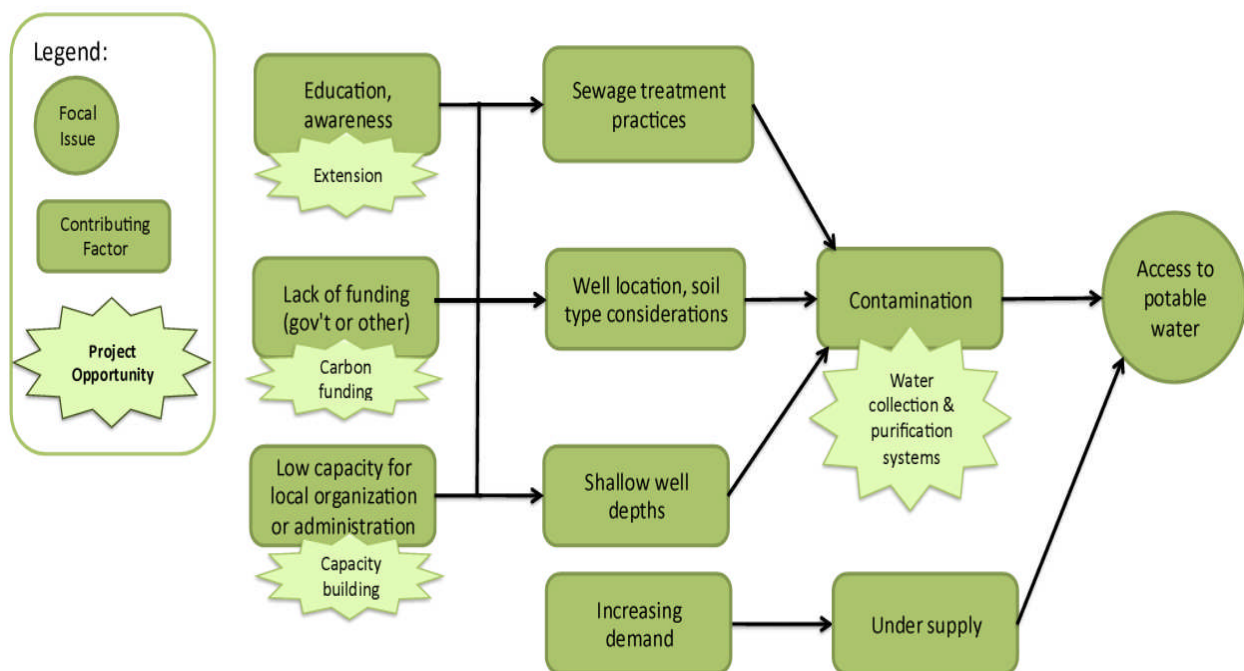 Legend:
Focal
Issue
Contributing
Factor
Project
Opportunity
Education,
awareness
Extension
Lack of funding
(gov't or other)
Carbon
funding
Low capacity for
local organization
or administration
Capacity
building
Sewage treatment
practices
Well location, soil
type considerations
Shallow well
depths
Increasing
demand
Contamination
Water
collection &
purification
systems
Under supply
Access to
potable
water